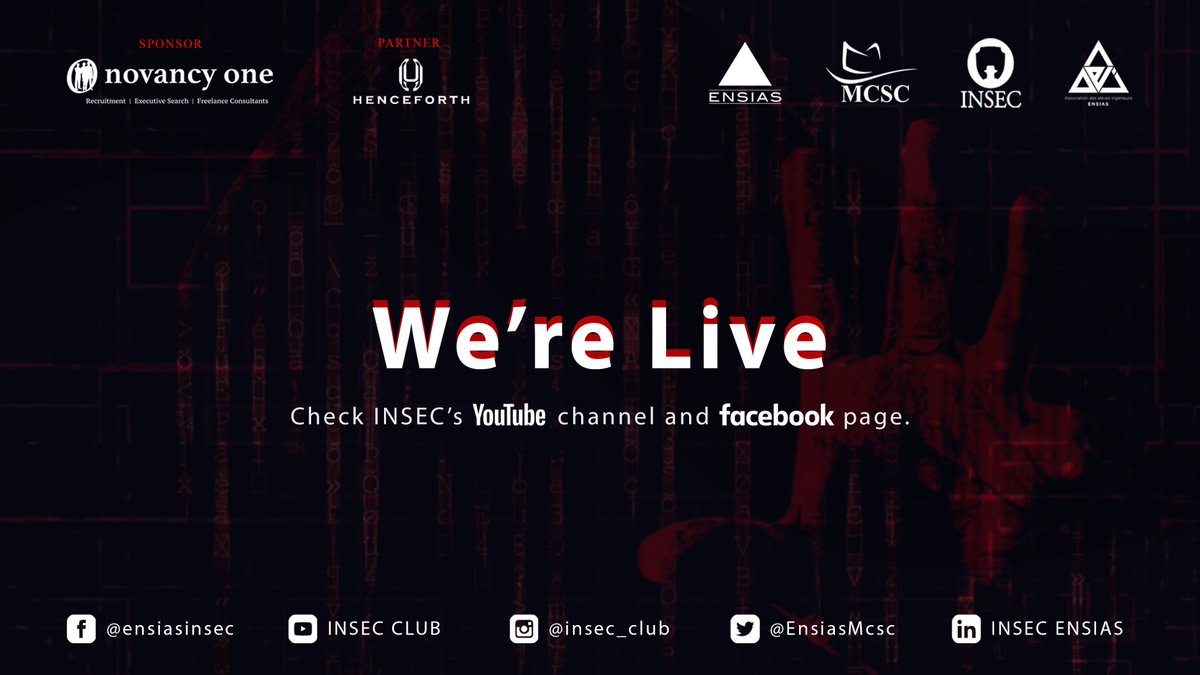 SPONSOR
novancy one
Recruitment | Executive Search | Freelance Consultants
PARTNER
HENCEFORTH
ENSIAS
MCSC
INSEC
Association des élèves ingénieurs
ENSIAS
We’re Live
Check INSEC’s YouTube channel and facebook page.
@ensiasinsec
INSEC CLUB
@insec_club
@EnsiasMcsc
INSEC ENSIAS